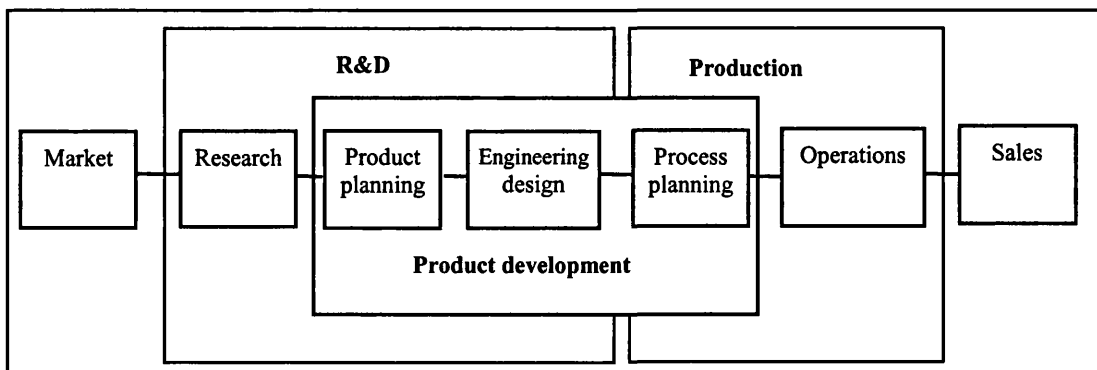 R&D
Production
Market
Research
Product
planning
Engineering
design
Process
planning
Operations
Sales
Product development